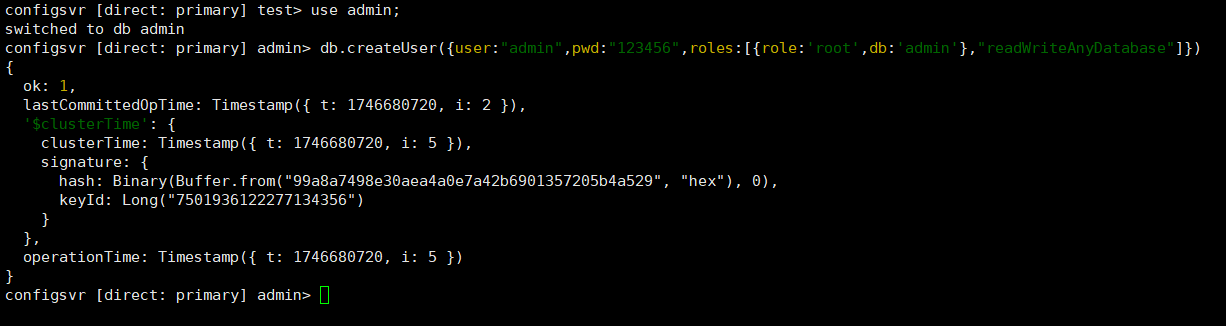 configsvr [direct: primary] test> use admin;
switched to db admin
configsvr [direct: primary] admin> db.createUser({user:"admin",pwd:"123456",roles:[{role:'root',db:'admin'},"readWriteAnyDatabase"]})
{
  ok: 1,
  lastCommittedOpTime: Timestamp({ t: 1746680720, i: 2 }),
  '$clusterTime': {
    clusterTime: Timestamp({ t: 1746680720, i: 5 }),
    signature: {
      hash: Binary(Buffer.from("99a8a7498e30aea4a0e7a42b6901357205b4a529", "hex"), 0),
      keyId: Long("7501936122277134356")
    }
  },
  operationTime: Timestamp({ t: 1746680720, i: 5 })
}
configsvr [direct: primary] admin>